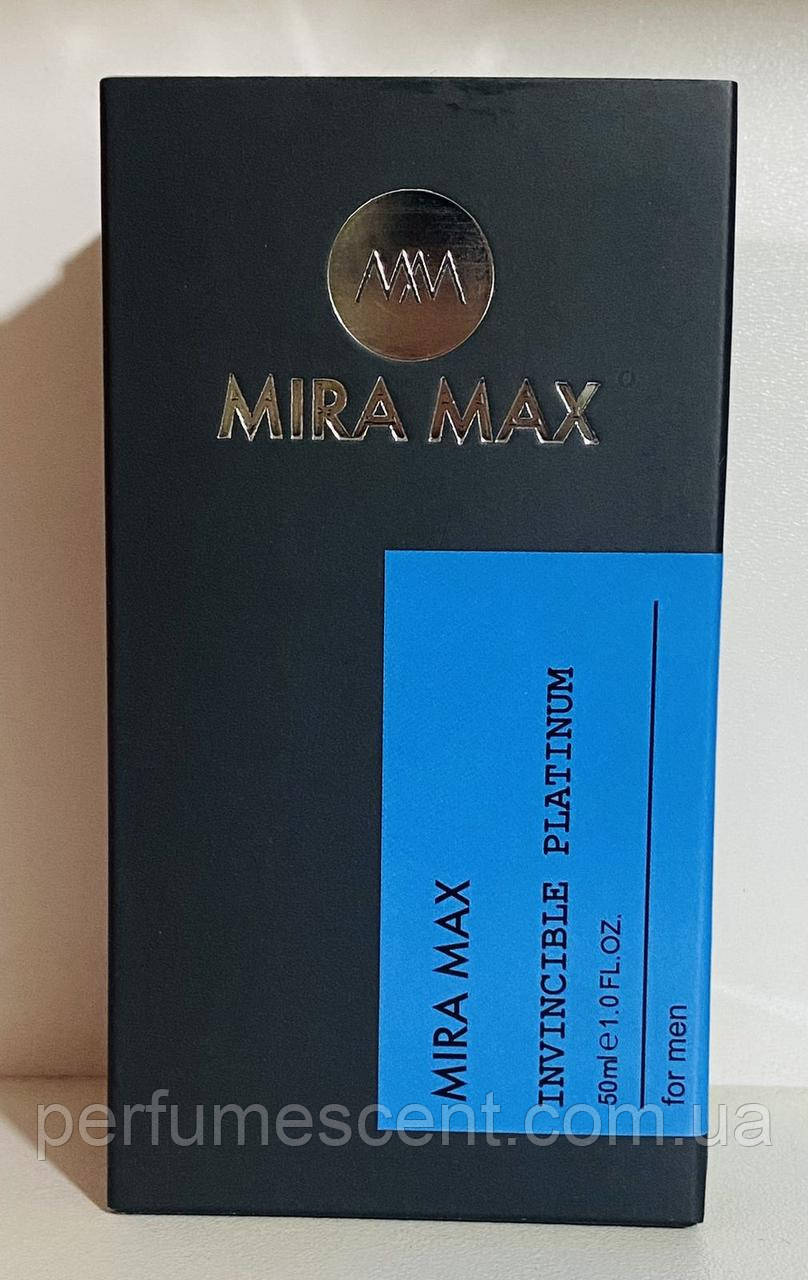 MM
MIRA MAX
MIRA MAX
INVINCIBLE PLATINUM
50ml e 1.0 FL.OZ.
for men
perfumescent.com.ua